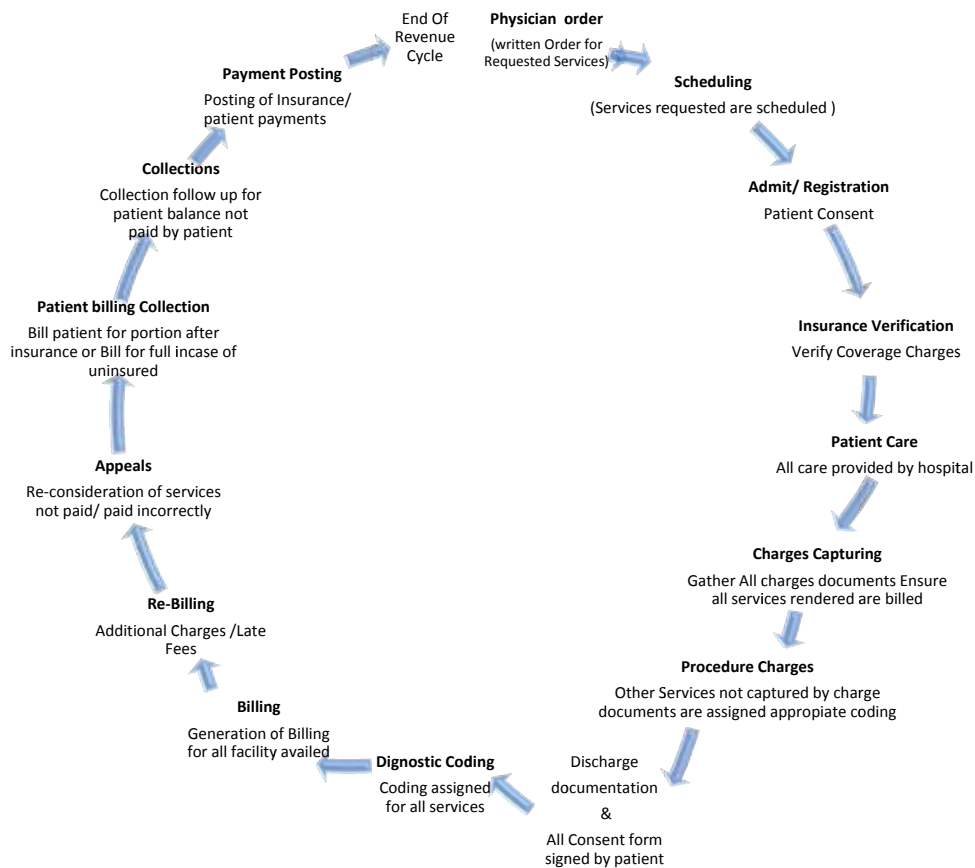 End Of
Revenue
Cycle
Physician order
(written Order for
Requested Services)
Scheduling
(Services requested are scheduled )
Admit/ Registration
Patient Consent
Insurance Verification
Verify Coverage Charges
Patient Care
All care provided by hospital
Charges Capturing
Gather All charges documents Ensure
all services rendered are billed
Procedure Charges
Other Services not captured by charge
documents are assigned appropiate coding
Discharge
documentation
&
All Consent form
signed by patient
Dignostic Coding
Coding assigned
for all services
Billing
Generation of Billing
for all facility availed
Re-Billing
Additional Charges /Late
Fees
Appeals
Re-consideration of services
not paid/ paid incorrectly
Patient billing Collection
Bill patient for portion after
insurance or Bill for full incase of
uninsured
Collections
Collection follow up for
patient balance not
paid by patient
Payment Posting
Posting of Insurance/
patient payments